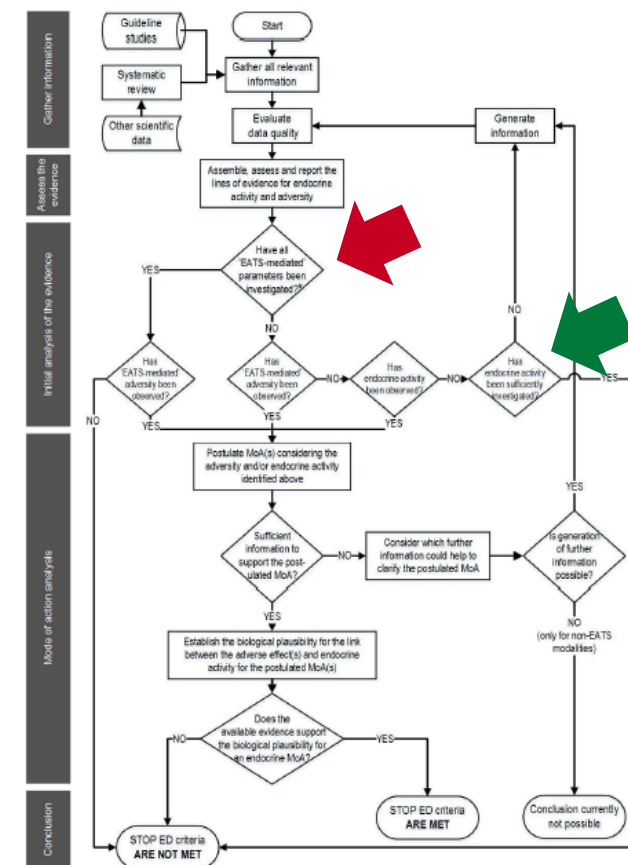 Gather information
Guideline
studies
Start
Systematic
review
Gather all relevant
information
Other scientific
data
Evaluate
data quality
Generate
information
Assess the
evidence
Assemble, assess and report the
lines of evidence for endocrine
activity and adversity
Initial analysis of the evidence
Have all
'EATS-mediated'
parameters been
investigated?*
YES
NO
NO
Has
'EATS-mediated'
adversity been
observed?
Has
'EATS-mediated'
adversity been
observed?
NO
Has
endocrine activity
been observed?
NO
Has
endocrine activity
been sufficiently
investigated?
YES
NO
YES
YES
YES
Mode of action analysis
Postulate MoA(s) considering the
adversity and/or endocrine activity
identified above
YES
Sufficient
information to
support the post-
ulated MoA?
NO
Consider which further
information could help to
clarify the postulated MoA
Is generation
of further
information
possible?
YES
NO
(only for non-EATS
modalities)
Establish the biological plausibility for the link
between the adverse effect(s) and endocrine
activity for the postulated MoA(s)
Does the
available evidence support
the biological plausibility for
an endocrine MoA?
NO
YES
Conclusion
STOP ED criteria
ARE NOT MET
STOP ED criteria
ARE MET
Conclusion currently
not possible